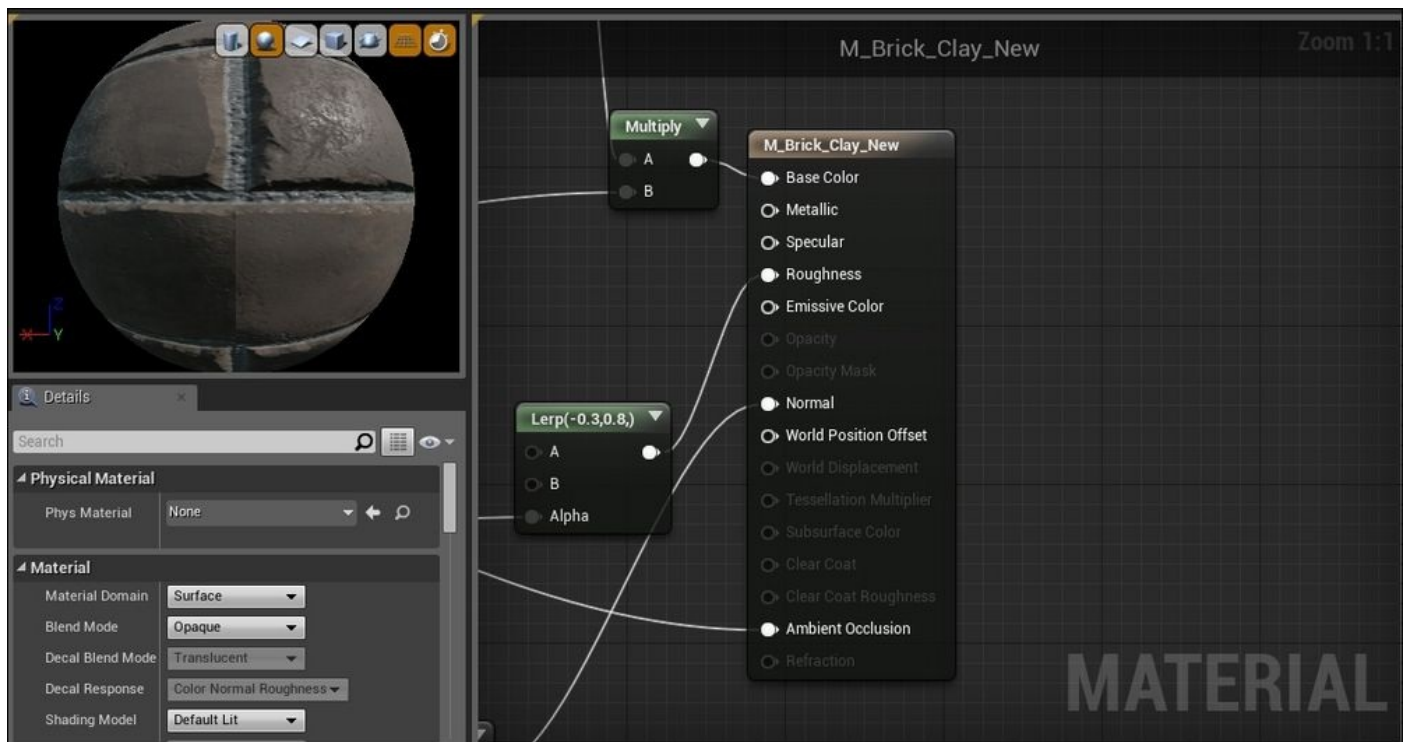 Z
X
Y
Details
Search
Physical Material
Phys Material
None
Material
Material Domain
Surface
Blend Mode
Opaque
Decal Blend Mode
Translucent
Decal Response
Color Normal Roughness
Shading Model
Default Lit
M_Brick_Clay_New
Zoom 1:1
Multiply
A
B
Lerp(-0.3,0.8,)
A
B
Alpha
M_Brick_Clay_New
Base Color
Metallic
Specular
Roughness
Emissive Color
Opacity
Opacity Mask
Normal
World Position Offset
World Displacement
Tessellation Multiplier
Subsurface Color
Clear Coat
Clear Coat Roughness
Ambient Occlusion
Refraction
MATERIAL